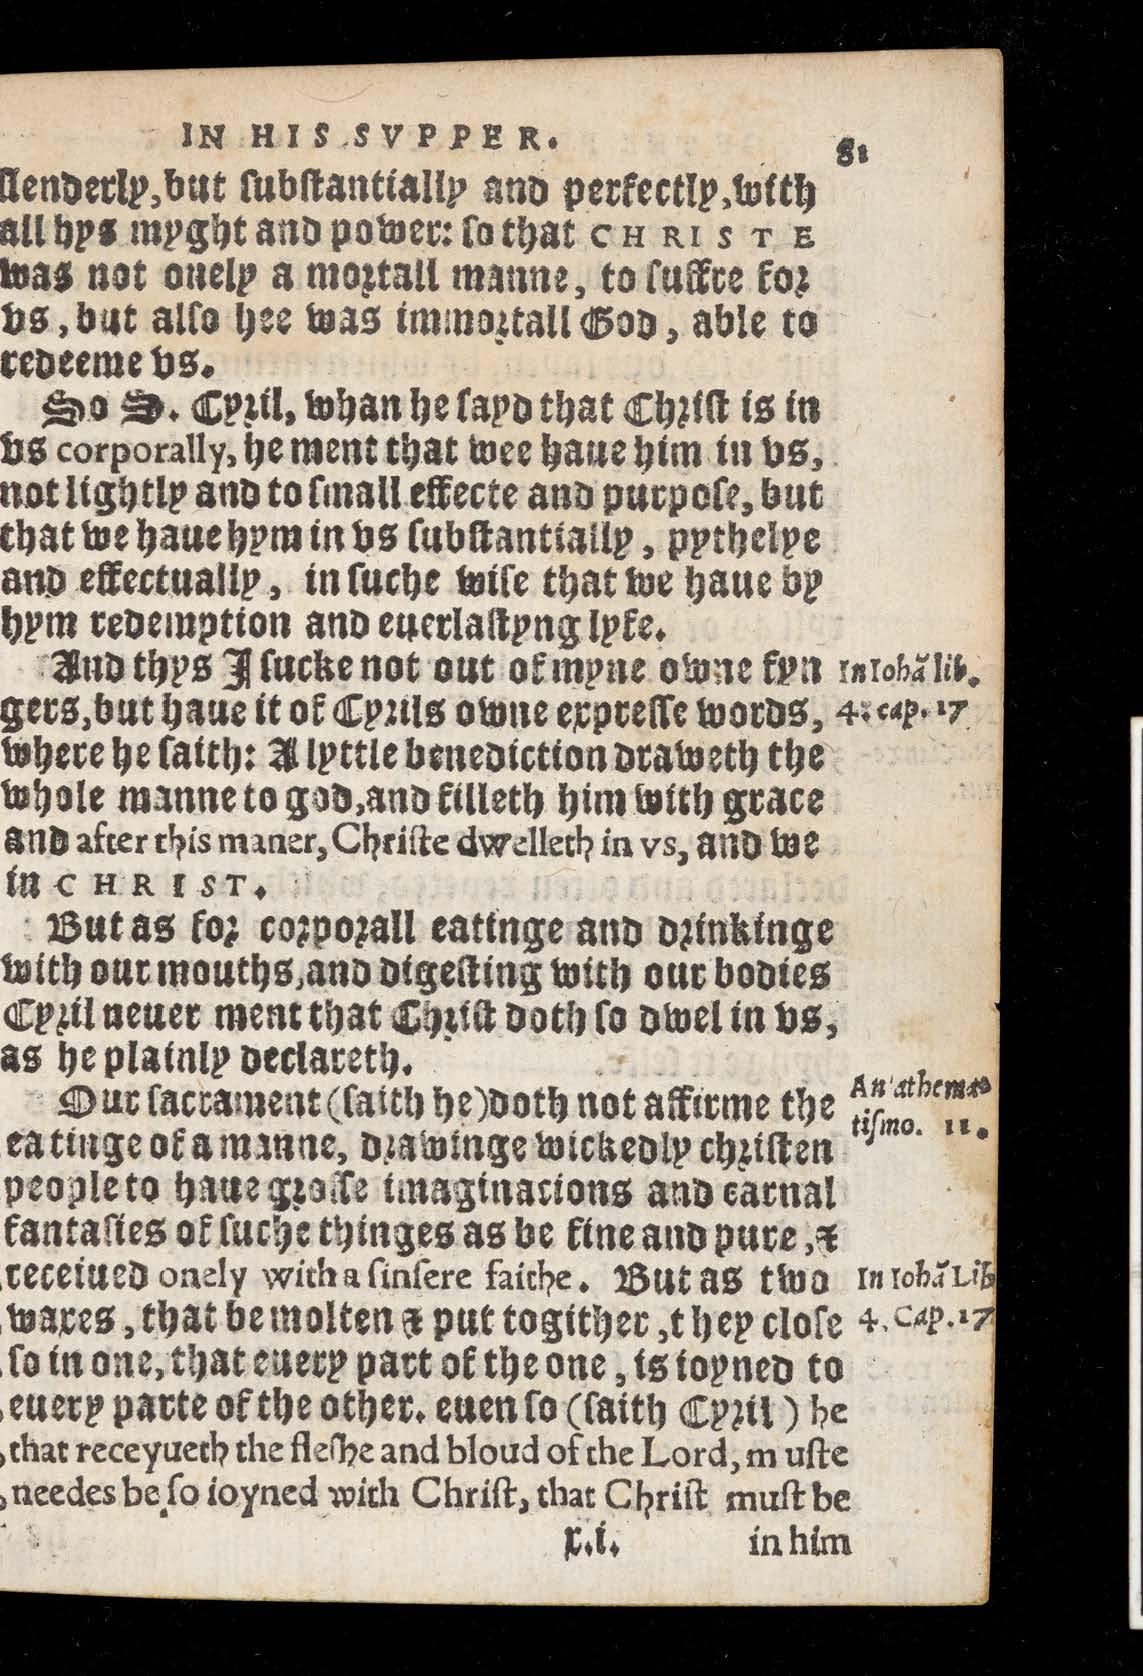 IN HIS SVPPER. 81
ſlenderly, but ſubſtantially and perfectly, with
all hys myght and power: ſo that CHRISTE
was not onely a mortall manne, to ſuffre for
vs, but alſo hee was immortall God, able to
redeeme vs.
So S. Cyril, whan he ſayd that Chriſt is in
vs corporally, he ment that wee haue him in vs,
not lightly and to ſmall effecte and purpoſe, but
that we haue hym in vs ſubſtantially, pythelye
and effectually, in ſuche wiſe that we haue by
hym redemption and euerlaſtyng lyfe.
And thys I ſucke not out of myne owne fyn
In Iohā lib.
gers, but haue it of Cyrils owne expreſſe words,
4. cap. 17
where he ſaith: A lyttle benediction draweth the
whole manne to god, and filleth him with grace
and after this maner, Chriſte dwelleth in vs, and we
in CHRIST.
But as for corporall eatinge and drinkinge
with our mouths, and digeſting with our bodies
Cyril neuer ment that Chriſt doth ſo dwel in vs,
as he plainly declareth.
Our ſacrament (ſaith he) doth not affirme the
Anathema-
eatinge of a manne, drawinge wickedly chriſten
tiſmo. 11.
people to haue groſſe imaginacions and carnal
fantaſies of ſuche thinges as be fine and pure, &
receiued onely with a ſinſere faithe. But as two
In Iohā Lib
waxes, that be molten & put togither, they cloſe
4. Cap. 17
ſo in one, that euery part of the one, is ioyned to
euery parte of the other. euen ſo (ſaith Cyril) he
that receyueth the fleſhe and bloud of the Lord, muſte
needes be ſo ioyned with Chriſt, that Chriſt muſt be
x.i. in him